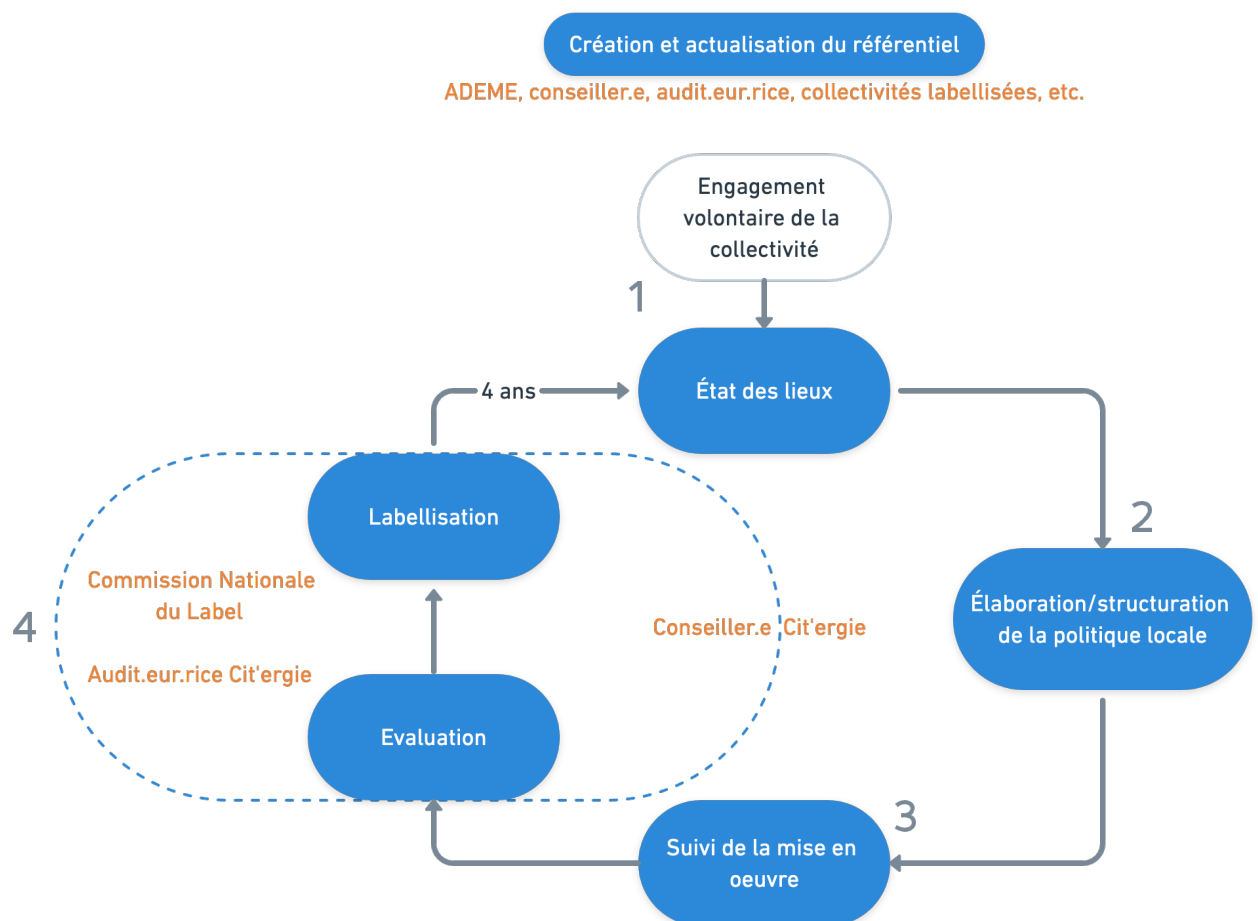 Création et actualisation du référentiel
ADEME, conseiller.e, audit.eur.rice, collectivités labellisées, etc.
Engagement
volontaire de la
collectivité
1
4 ans
État des lieux
2
Labellisation
Élaboration/structuration
de la politique locale
Commission Nationale
du Label
4
Conseiller.e Cit'ergie
Audit.eur.rice Cit'ergie
Evaluation
3
Suivi de la mise en
oeuvre